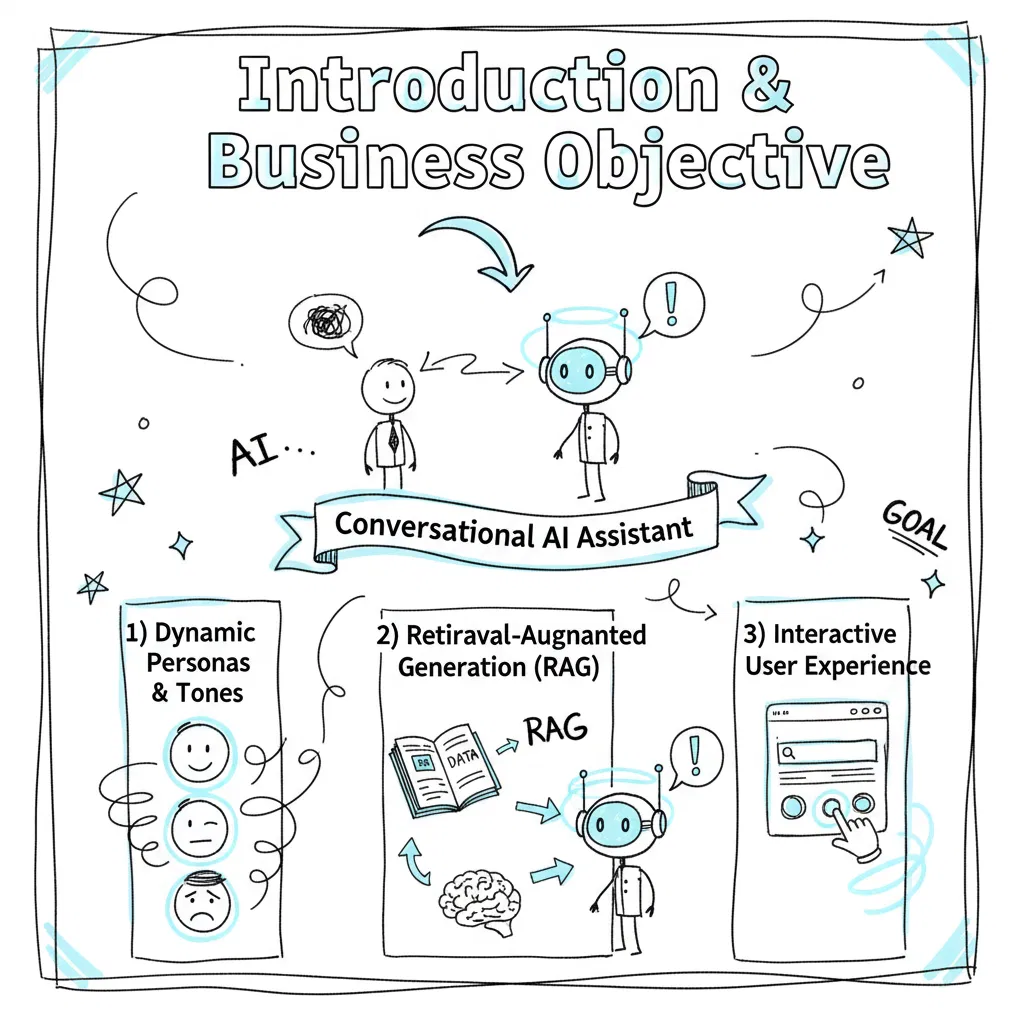 Introduction &
Business Objective
!
AI...
Conversational AI Assistant
GOAL
1) Dynamic
Personas
& Tones
2) Retiraval-Augnanted
Generation (RAG)
3) Interactive
User Experience
RAG
DATA
!